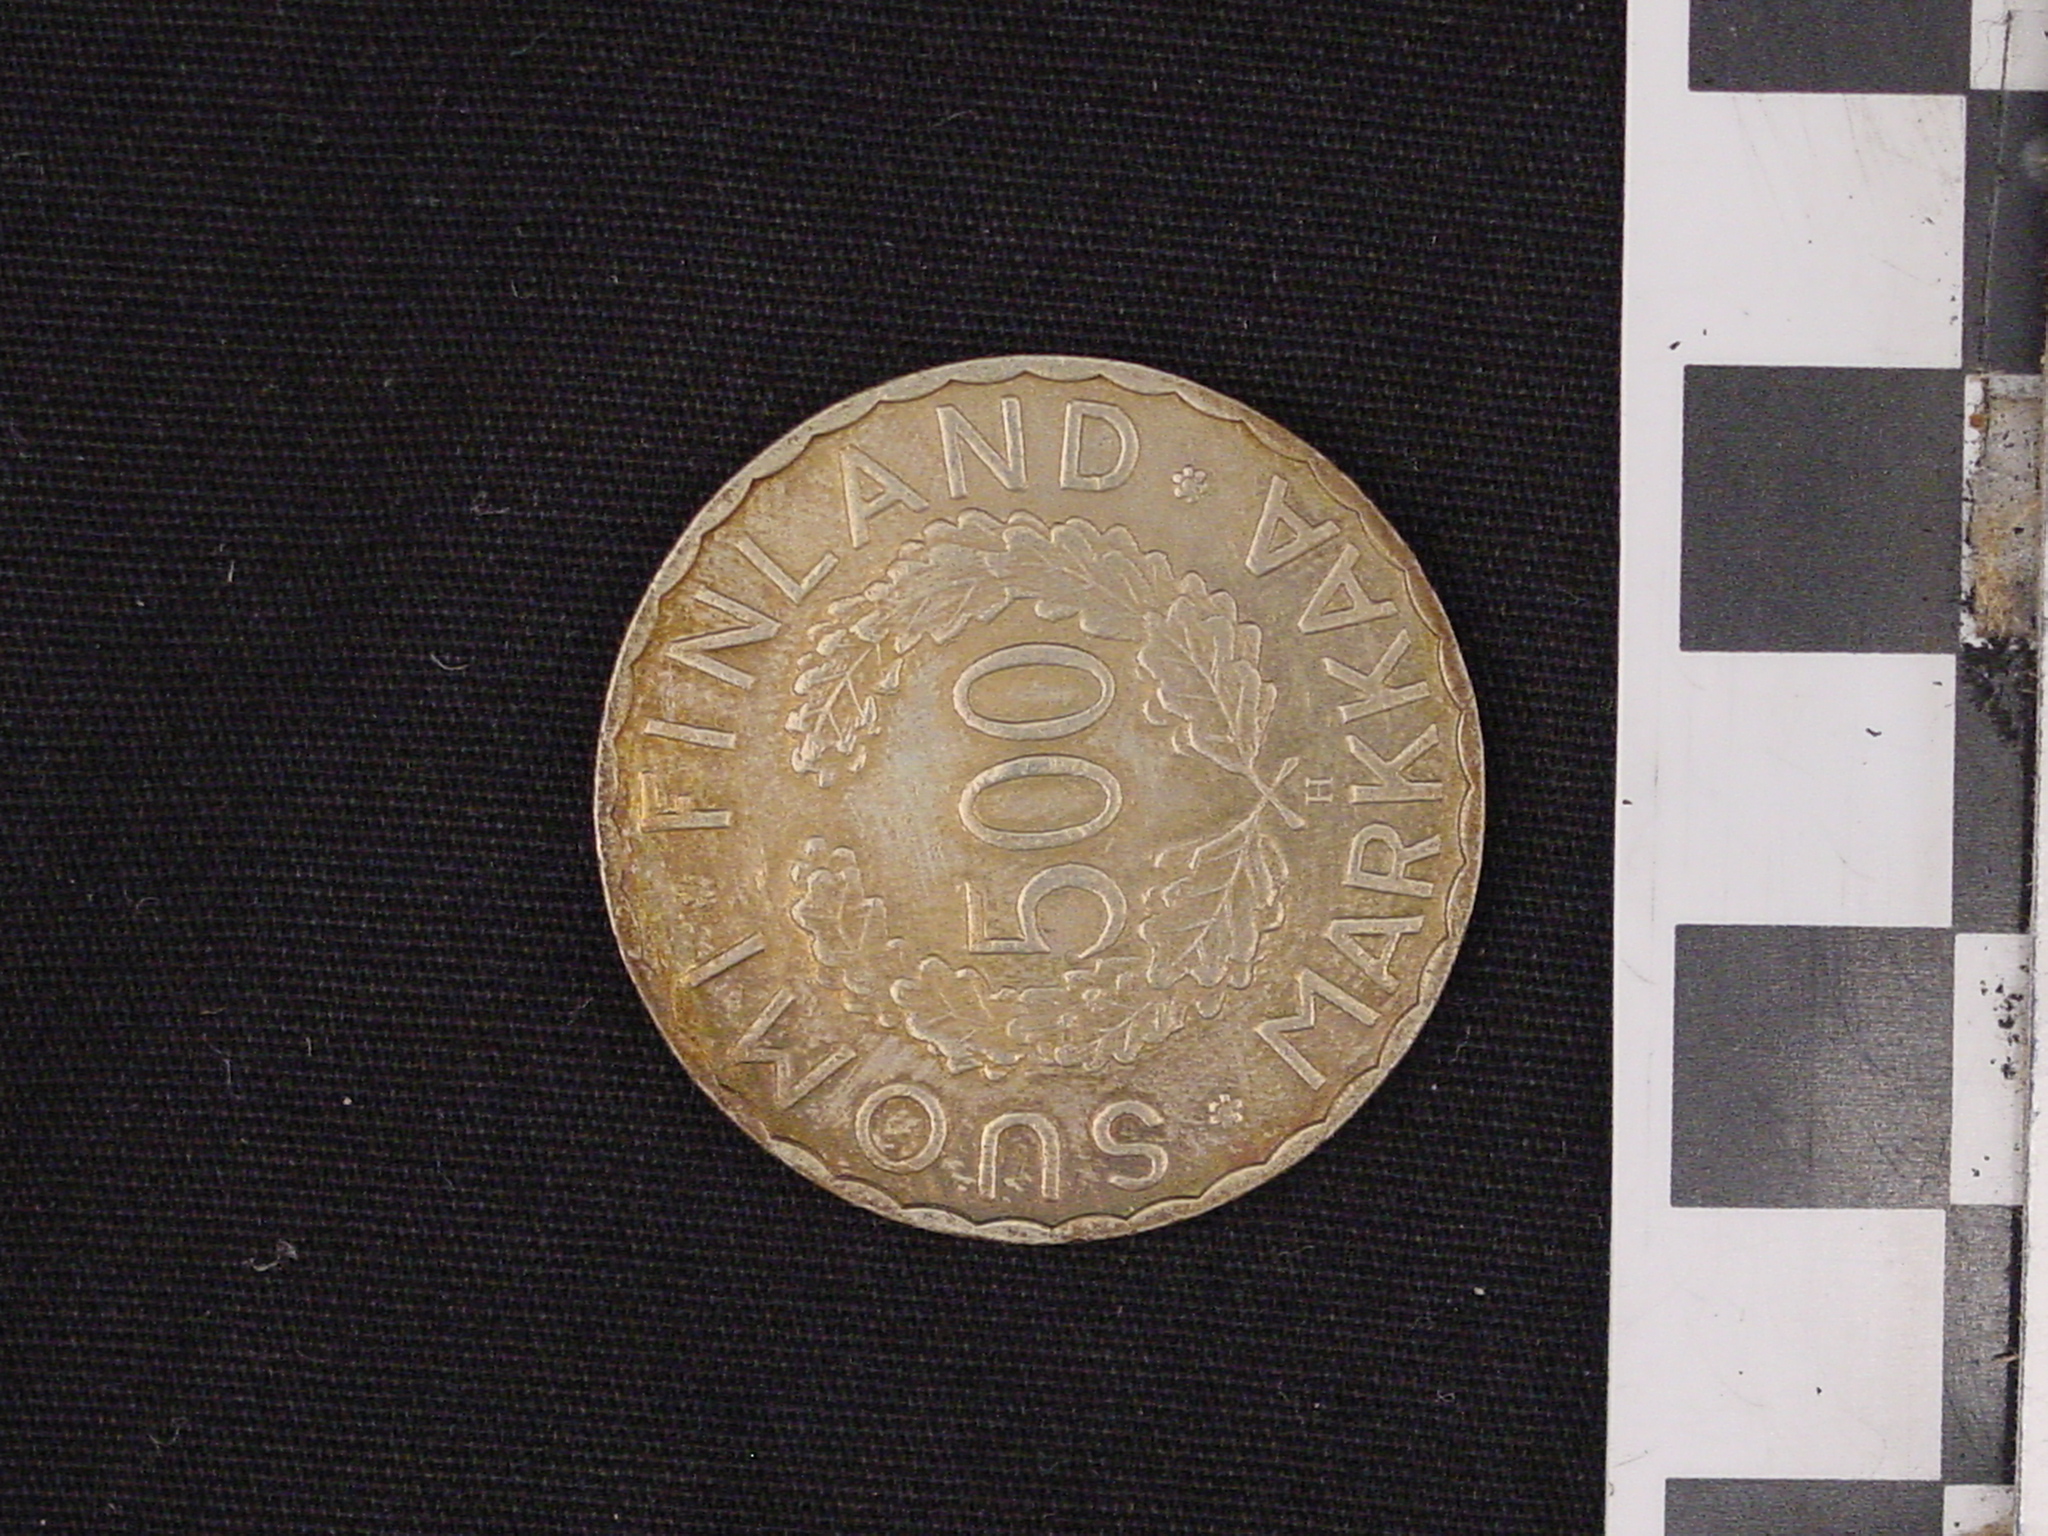 SUOMI FINLAND
500
H
MARKKAA